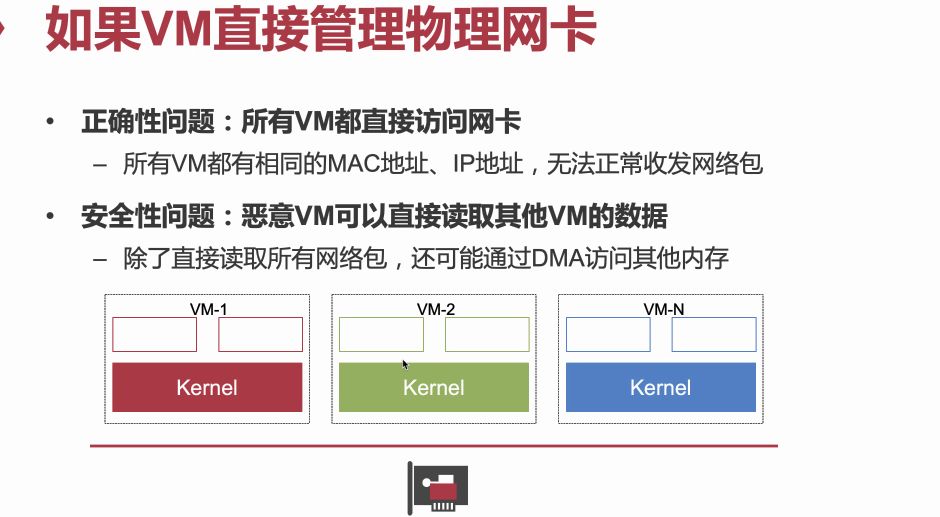 如果VM直接管理物理网卡
• 正确性问题：所有VM都直接访问网卡
– 所有VM都有相同的MAC地址、IP地址，无法正常收发网络包
• 安全性问题：恶意VM可以直接读取其他VM的数据
– 除了直接读取所有网络包，还可能通过DMA访问其他内存
VM-1 VM-2 VM-N
Kernel Kernel Kernel